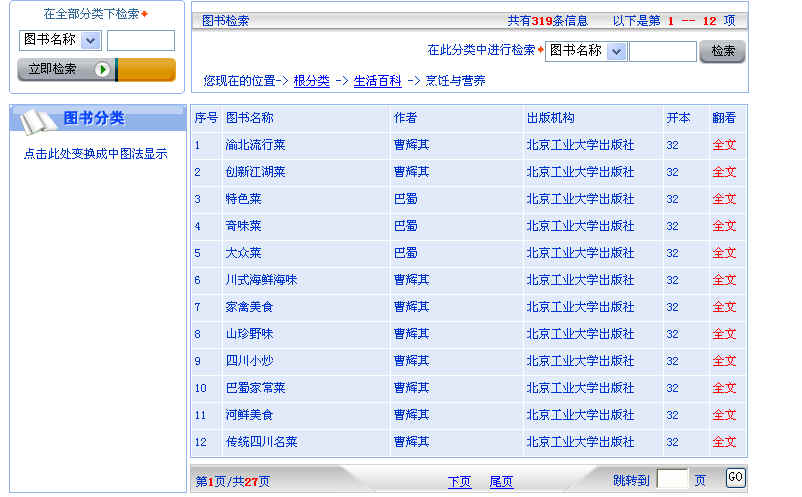 在全部分类下检索✦
图书名称
立即检索
图书检索 共有319条信息 以下是第 1 -- 12 项
在此分类中进行检索✦ 图书名称 检索
您现在的位置-> 根分类 -> 生活百科 -> 烹饪与营养
图书分类
点击此处变换成中图法显示
序号 图书名称 作者 出版机构 开本 翻看
1 渝北流行菜 曹辉其 北京工业大学出版社 32 全文
2 创新江湖菜 曹辉其 北京工业大学出版社 32 全文
3 特色菜 巴蜀 北京工业大学出版社 32 全文
4 奇味菜 巴蜀 北京工业大学出版社 32 全文
5 大众菜 巴蜀 北京工业大学出版社 32 全文
6 川式海鲜海味 曹辉其 北京工业大学出版社 32 全文
7 家禽美食 曹辉其 北京工业大学出版社 32 全文
8 山珍野味 曹辉其 北京工业大学出版社 32 全文
9 四川小炒 曹辉其 北京工业大学出版社 32 全文
10 巴蜀家常菜 曹辉其 北京工业大学出版社 32 全文
11 河鲜美食 曹辉其 北京工业大学出版社 32 全文
12 传统四川名菜 曹辉其 北京工业大学出版社 32 全文
第1页/共27页 下页 尾页 跳转到 页 GO